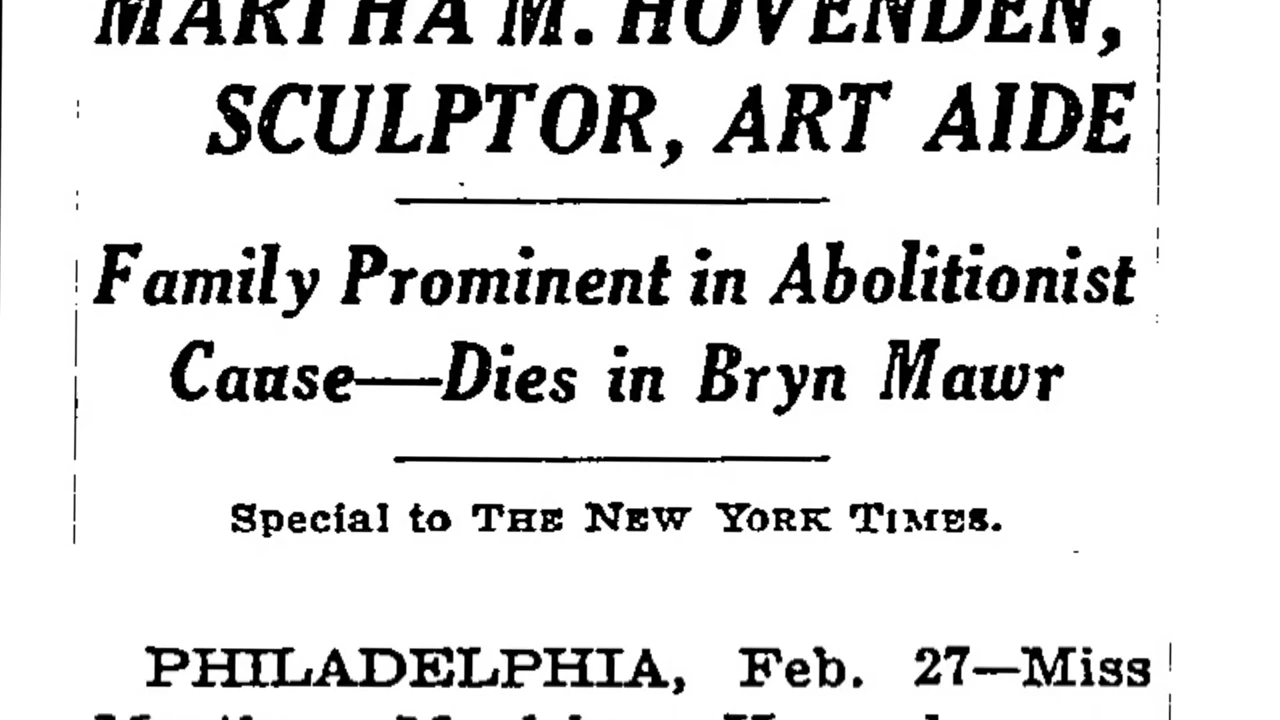 MARTHA M. HOVENDEN,
SCULPTOR, ART AIDE
Family Prominent in Abolitionist
Cause—Dies in Bryn Mawr
Special to THE NEW YORK TIMES.
PHILADELPHIA, Feb. 27—Miss